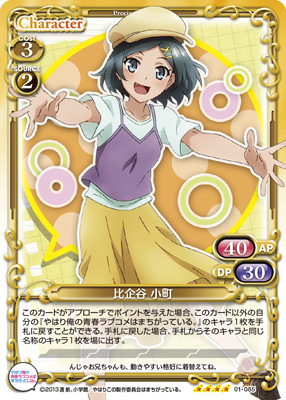 Character
COST
3
SOURCE
2
40 AP
DP 30
比企谷 小町
このカードがアプローチでポイントを与えた場合、このカード以外の自
分の「やはり俺の青春ラブコメはまちがっている。」のキャラ1枚を手
札に戻すことができる。手札に戻した場合、手札からそのキャラと同じ
名称のキャラ1枚を場に出す。
んじゃお兄ちゃんも、動きやすい格好に着替えてね。
©2013 渡 航、小学館/やはりこの製作委員会はまちがっている。
★★★★ 01-085